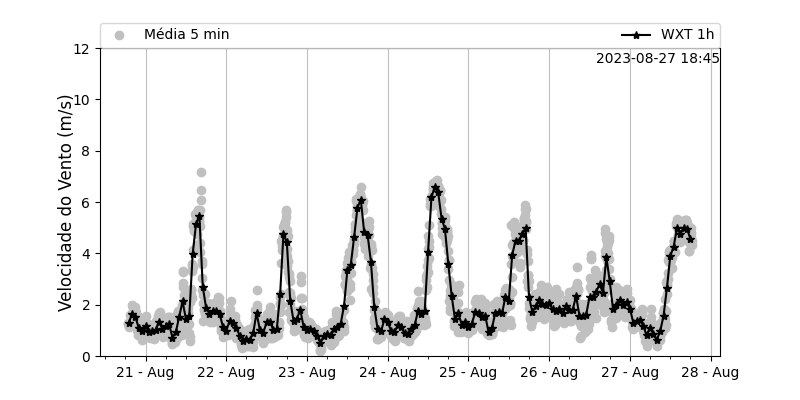 Média 5 min
WXT 1h
2023-08-27 18:45
12
10
8
6
4
2
0
Velocidade do Vento (m/s)
21 - Aug 22 - Aug 23 - Aug 24 - Aug 25 - Aug 26 - Aug 27 - Aug 28 - Aug